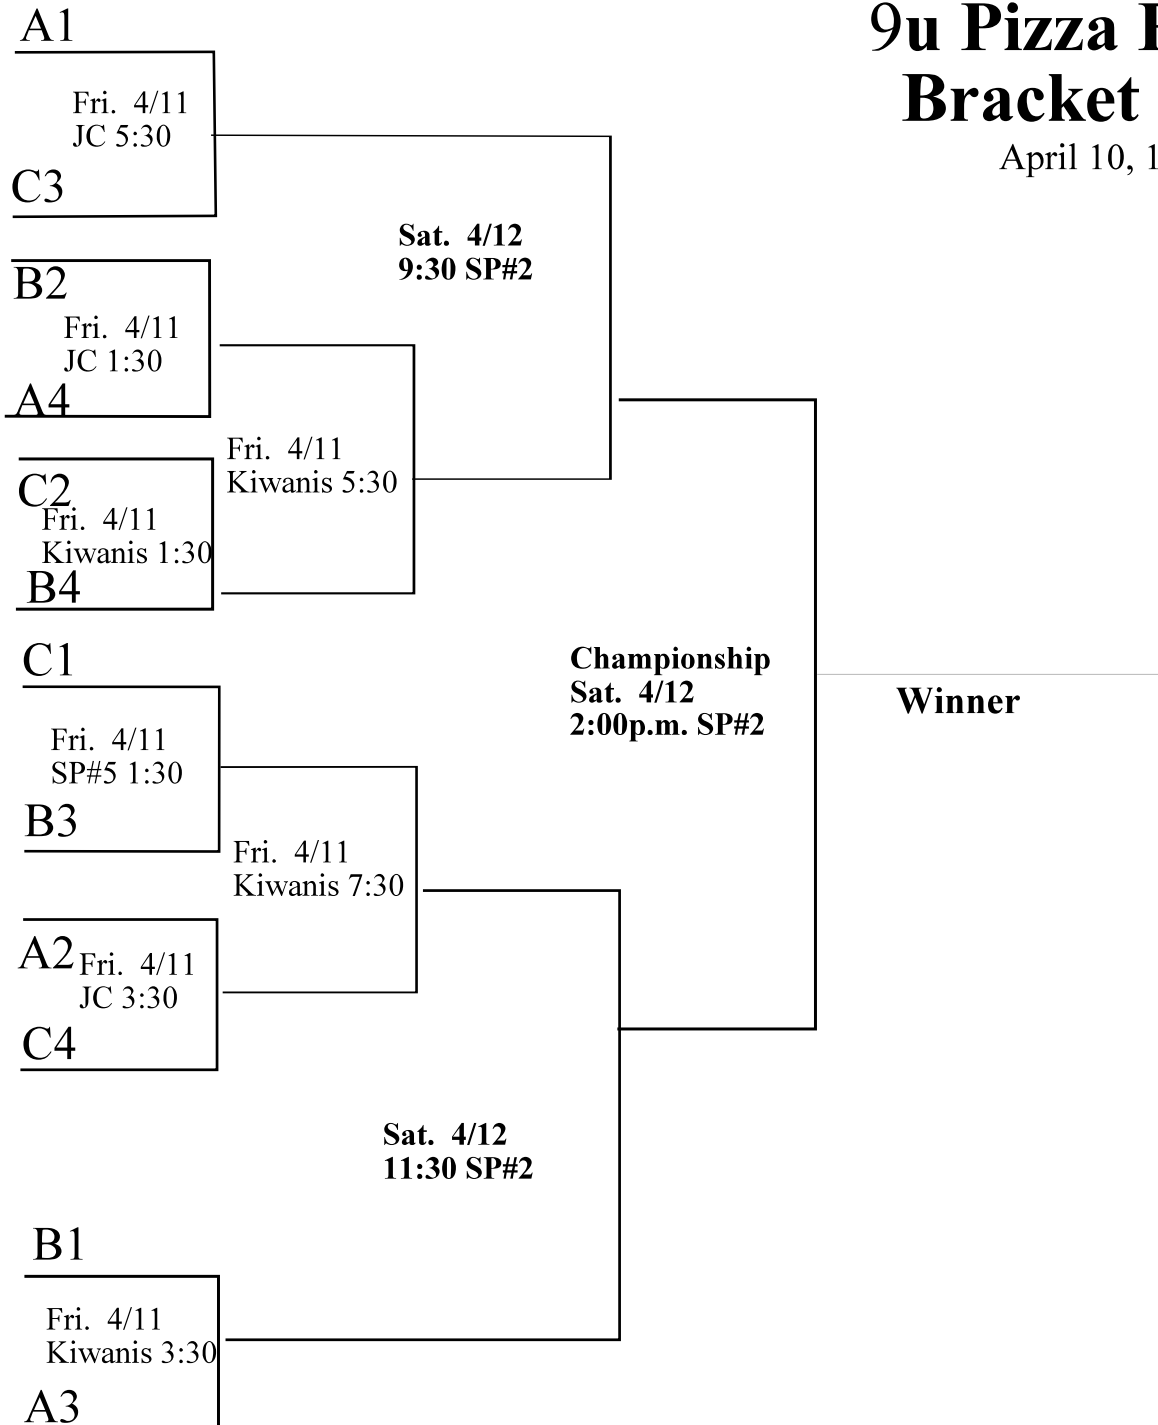 A1
9u Pizza
Bracket
April 10, 1
Fri. 4/11
JC 5:30
C3
Sat. 4/12
9:30 SP#2
B2
Fri. 4/11
JC 1:30
A4
Fri. 4/11
Kiwanis 5:30
C2
Fri. 4/11
Kiwanis 1:30
B4
C1
Championship
Sat. 4/12
2:00p.m. SP#2
Winner
Fri. 4/11
SP#5 1:30
B3
Fri. 4/11
Kiwanis 7:30
A2
Fri. 4/11
JC 3:30
C4
Sat. 4/12
11:30 SP#2
B1
Fri. 4/11
Kiwanis 3:30
A3